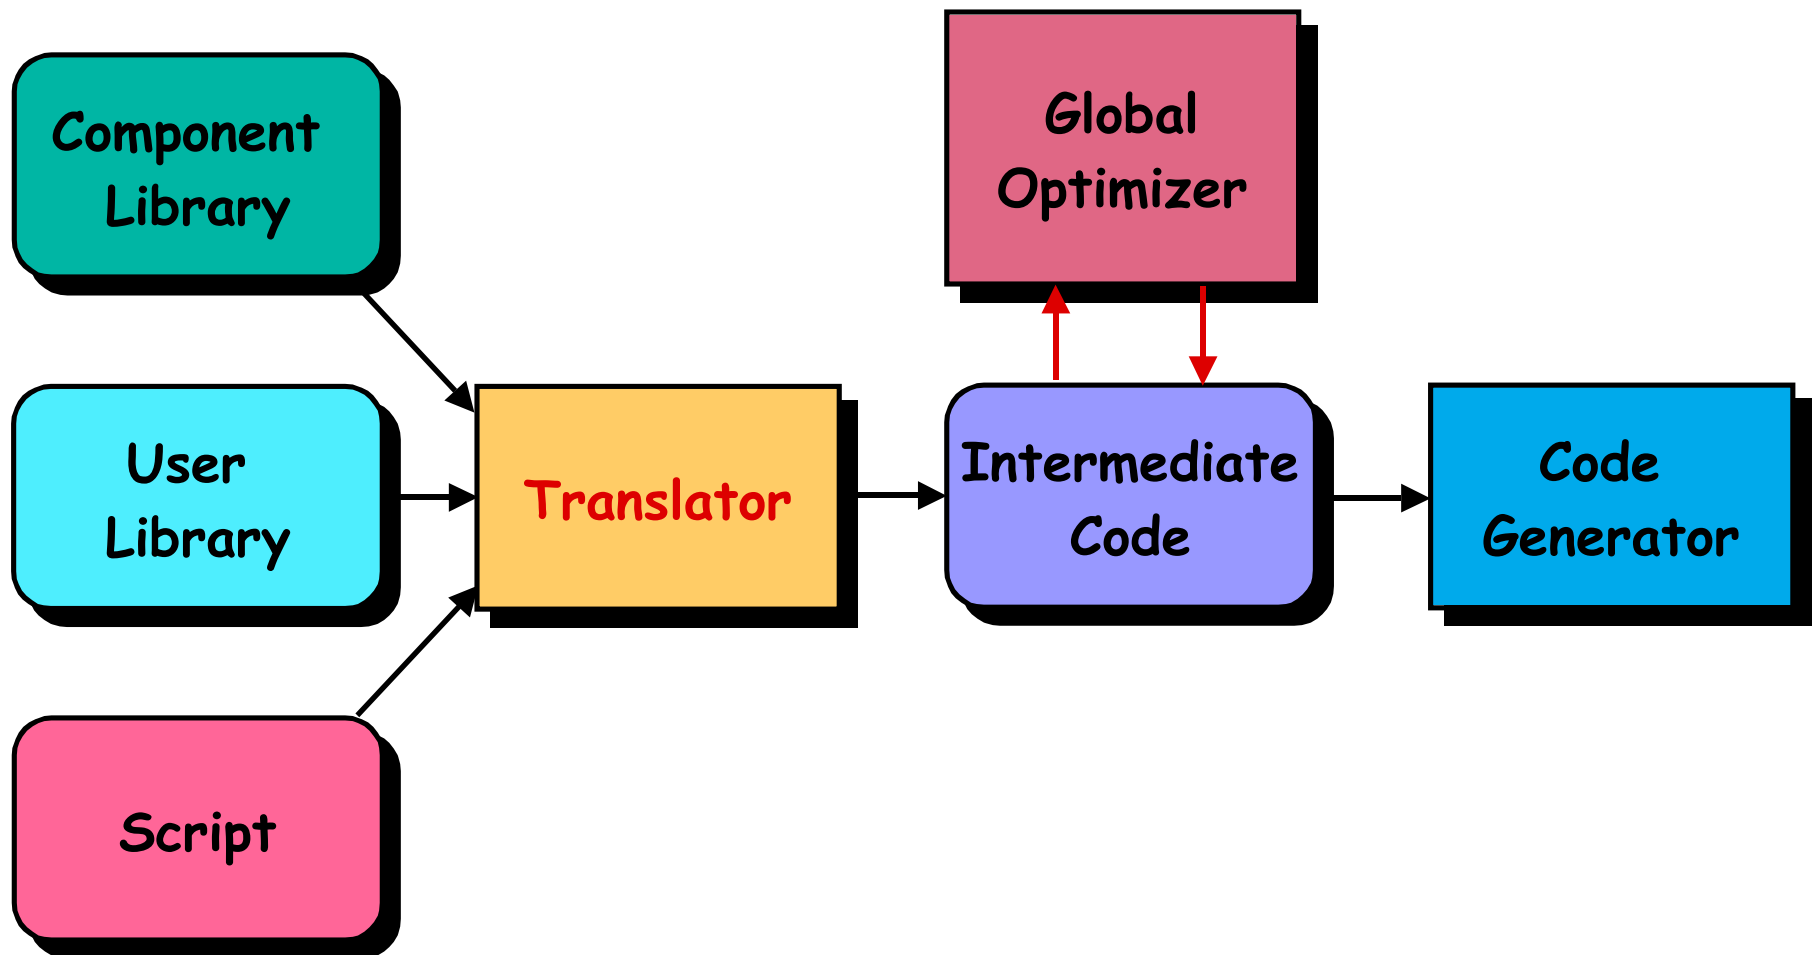 Component
Library
User
Library
Script
Translator
Global
Optimizer
Intermediate
Code
Code
Generator